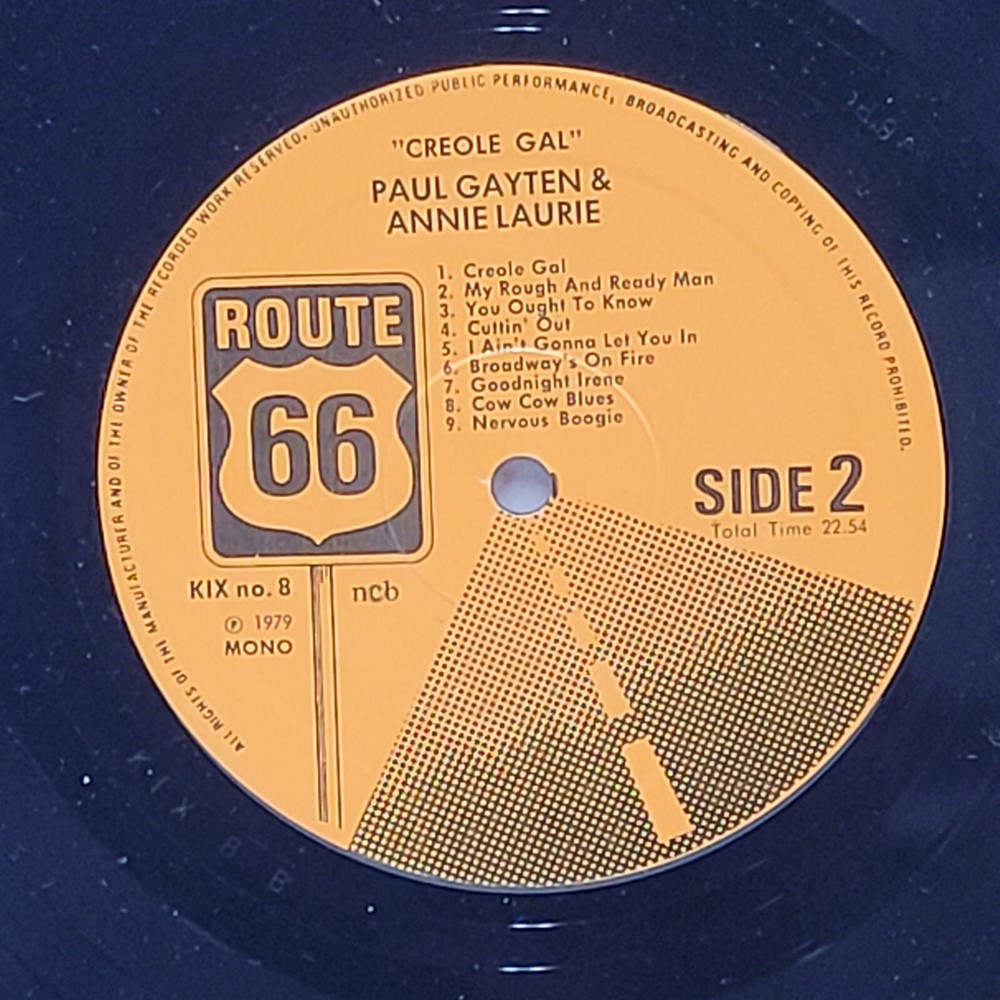 ALL RIGHTS OF THE MANUFACTURER AND OF THE OWNER OF THE RECORDED WORK RESERVED. UNAUTHORIZED PUBLIC PERFORMANCE, BROADCASTING AND COPYING OF THIS RECORD PROHIBITED.
"CREOLE GAL"
PAUL GAYTEN &
ANNIE LAURIE
1. Creole Gal
2. My Rough And Ready Man
3. You Ought To Know
4. Cuttin' Out
5. I Ain't Gonna Let You In
6. Broadway's On Fire
7. Goodnight Irene
8. Cow Cow Blues
9. Nervous Boogie
ROUTE
66
SIDE 2
Total Time 22.54
KIX no. 8
ncb
℗ 1979
MONO
KIX 8 B